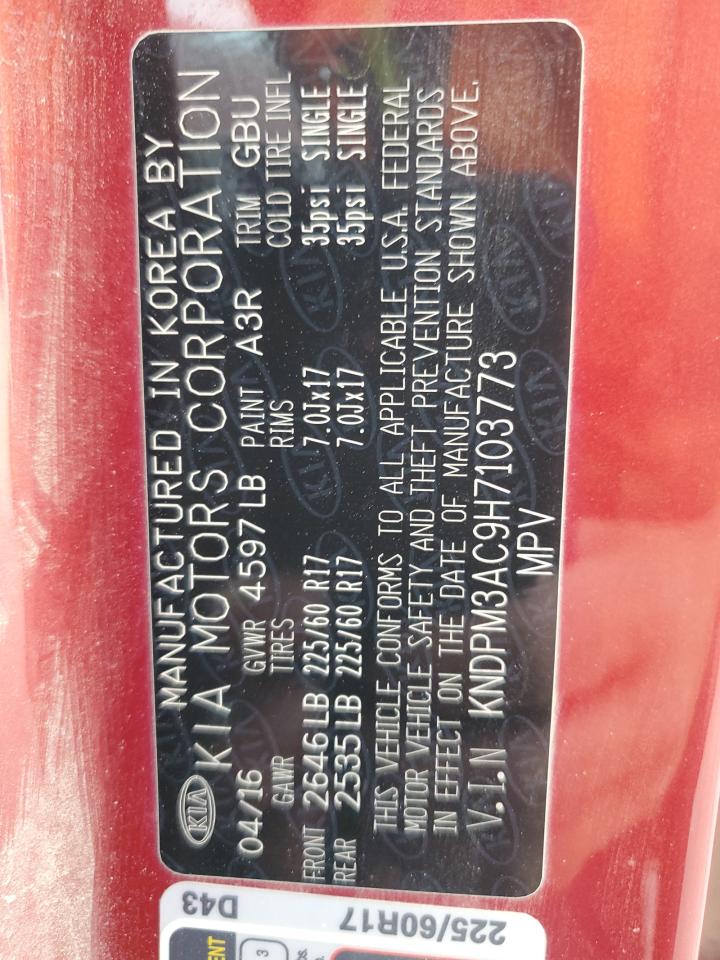 MANUFACTURED IN KOREA BY
KIA KIA MOTORS CORPORATION
04/16 GVWR 4597 LB PAINT A3R TRIM GBU
GAWR TIRES RIMS COLD TIRE INFL
FRONT 2646 LB 225/60 R17 7.0Jx17 35psi SINGLE
REAR 2535 LB 225/60 R17 7.0Jx17 35psi SINGLE
THIS VEHICLE CONFORMS TO ALL APPLICABLE U.S.A. FEDERAL
MOTOR VEHICLE SAFETY AND THEFT PREVENTION STANDARDS
IN EFFECT ON THE DATE OF MANUFACTURE SHOWN ABOVE.
V.I.N KNDPM3AC9H7103773
MPV
225/60R17
D43
ENT
3